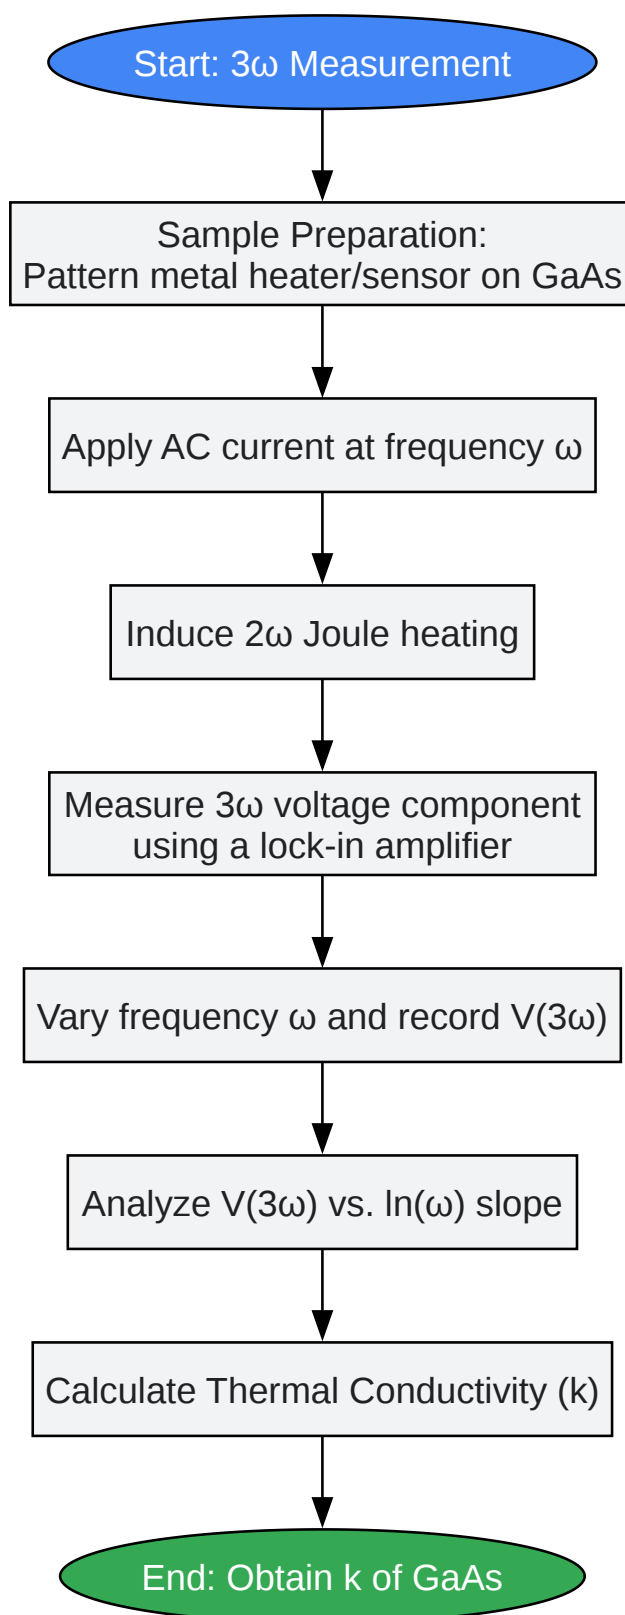 Start: 3ω Measurement
Sample Preparation:
Pattern metal heater/sensor on GaAs
Apply AC current at frequency ω
Induce 2ω Joule heating
Measure 3ω voltage component
using a lock-in amplifier
Vary frequency ω and record V(3ω)
Analyze V(3ω) vs. ln(ω) slope
Calculate Thermal Conductivity (k)
End: Obtain k of GaAs